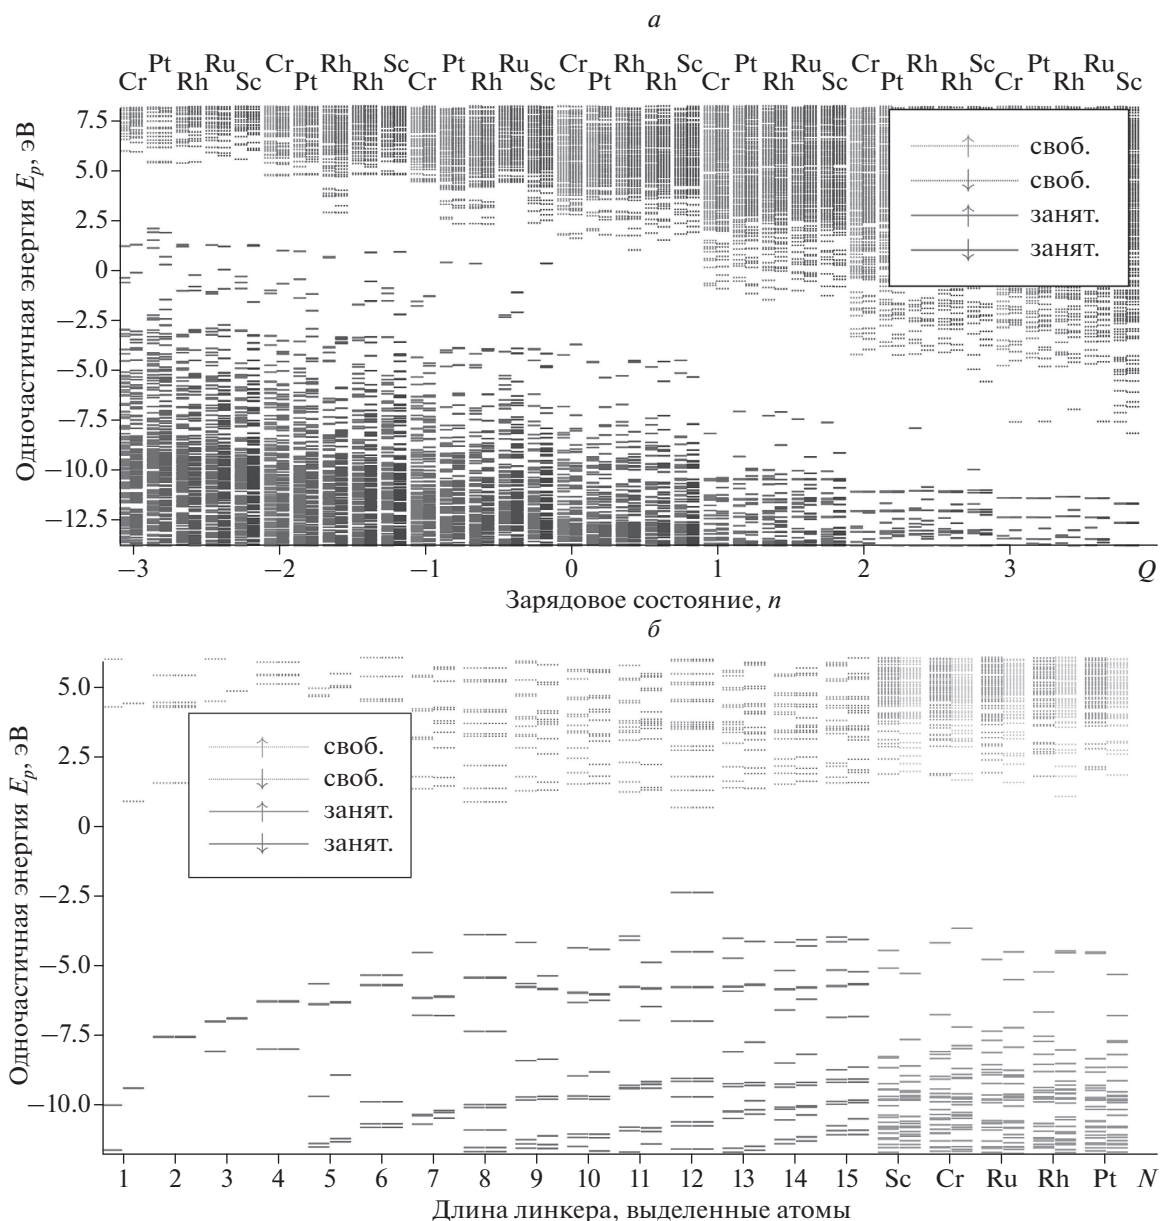 а
Pt Ru Rh Sc Pt Ru Pt Rh Pt Ru Rh Sc Pt Ru
Cr Rh Sc Cr Pt Rh Cr Rh Sc Cr Pt Rh Cr Rh Sc Cr Pt Rh Cr Rh Sc
7.5
5.0
2.5
0
−2.5
−5.0
−7.5
−10.0
−12.5
Одночастичная энергия Ep, эВ
↑ своб.
↓ своб.
↑ занят.
↓ занят.
−3 −2 −1 0 1 2 3 Q
Зарядовое состояние, n
б
5.0
2.5
0
−2.5
−5.0
−7.5
−10.0
Одночастичная энергия Ep, эВ
↑ своб.
↓ своб.
↑ занят.
↓ занят.
1 2 3 4 5 6 7 8 9 10 11 12 13 14 15 Sc Cr Ru Rh Pt N
Длина линкера, выделенные атомы